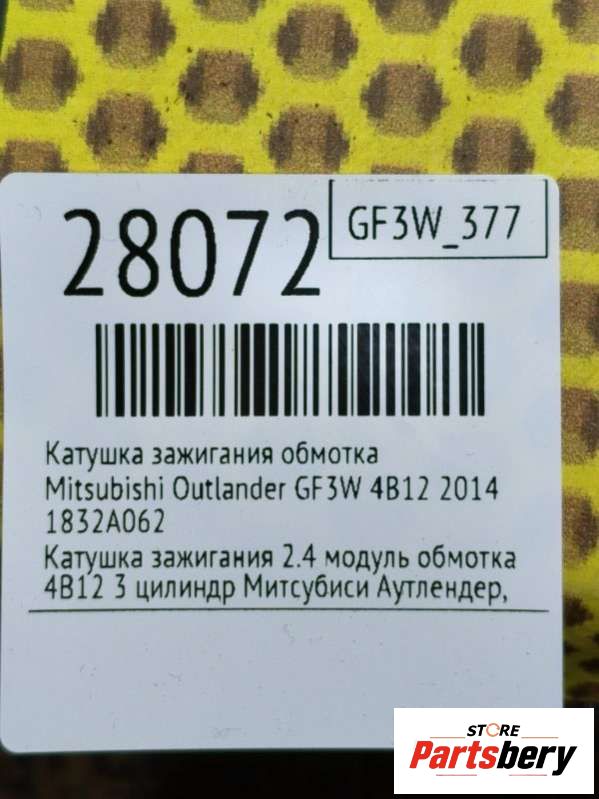 28072
GF3W_377
Катушка зажигания обмотка
Mitsubishi Outlander GF3W 4B12 2014
1832A062
Катушка зажигания 2.4 модуль обмотка
4B12 3 цилиндр Митсубиси Аутлендер,
STORE
Partsbery